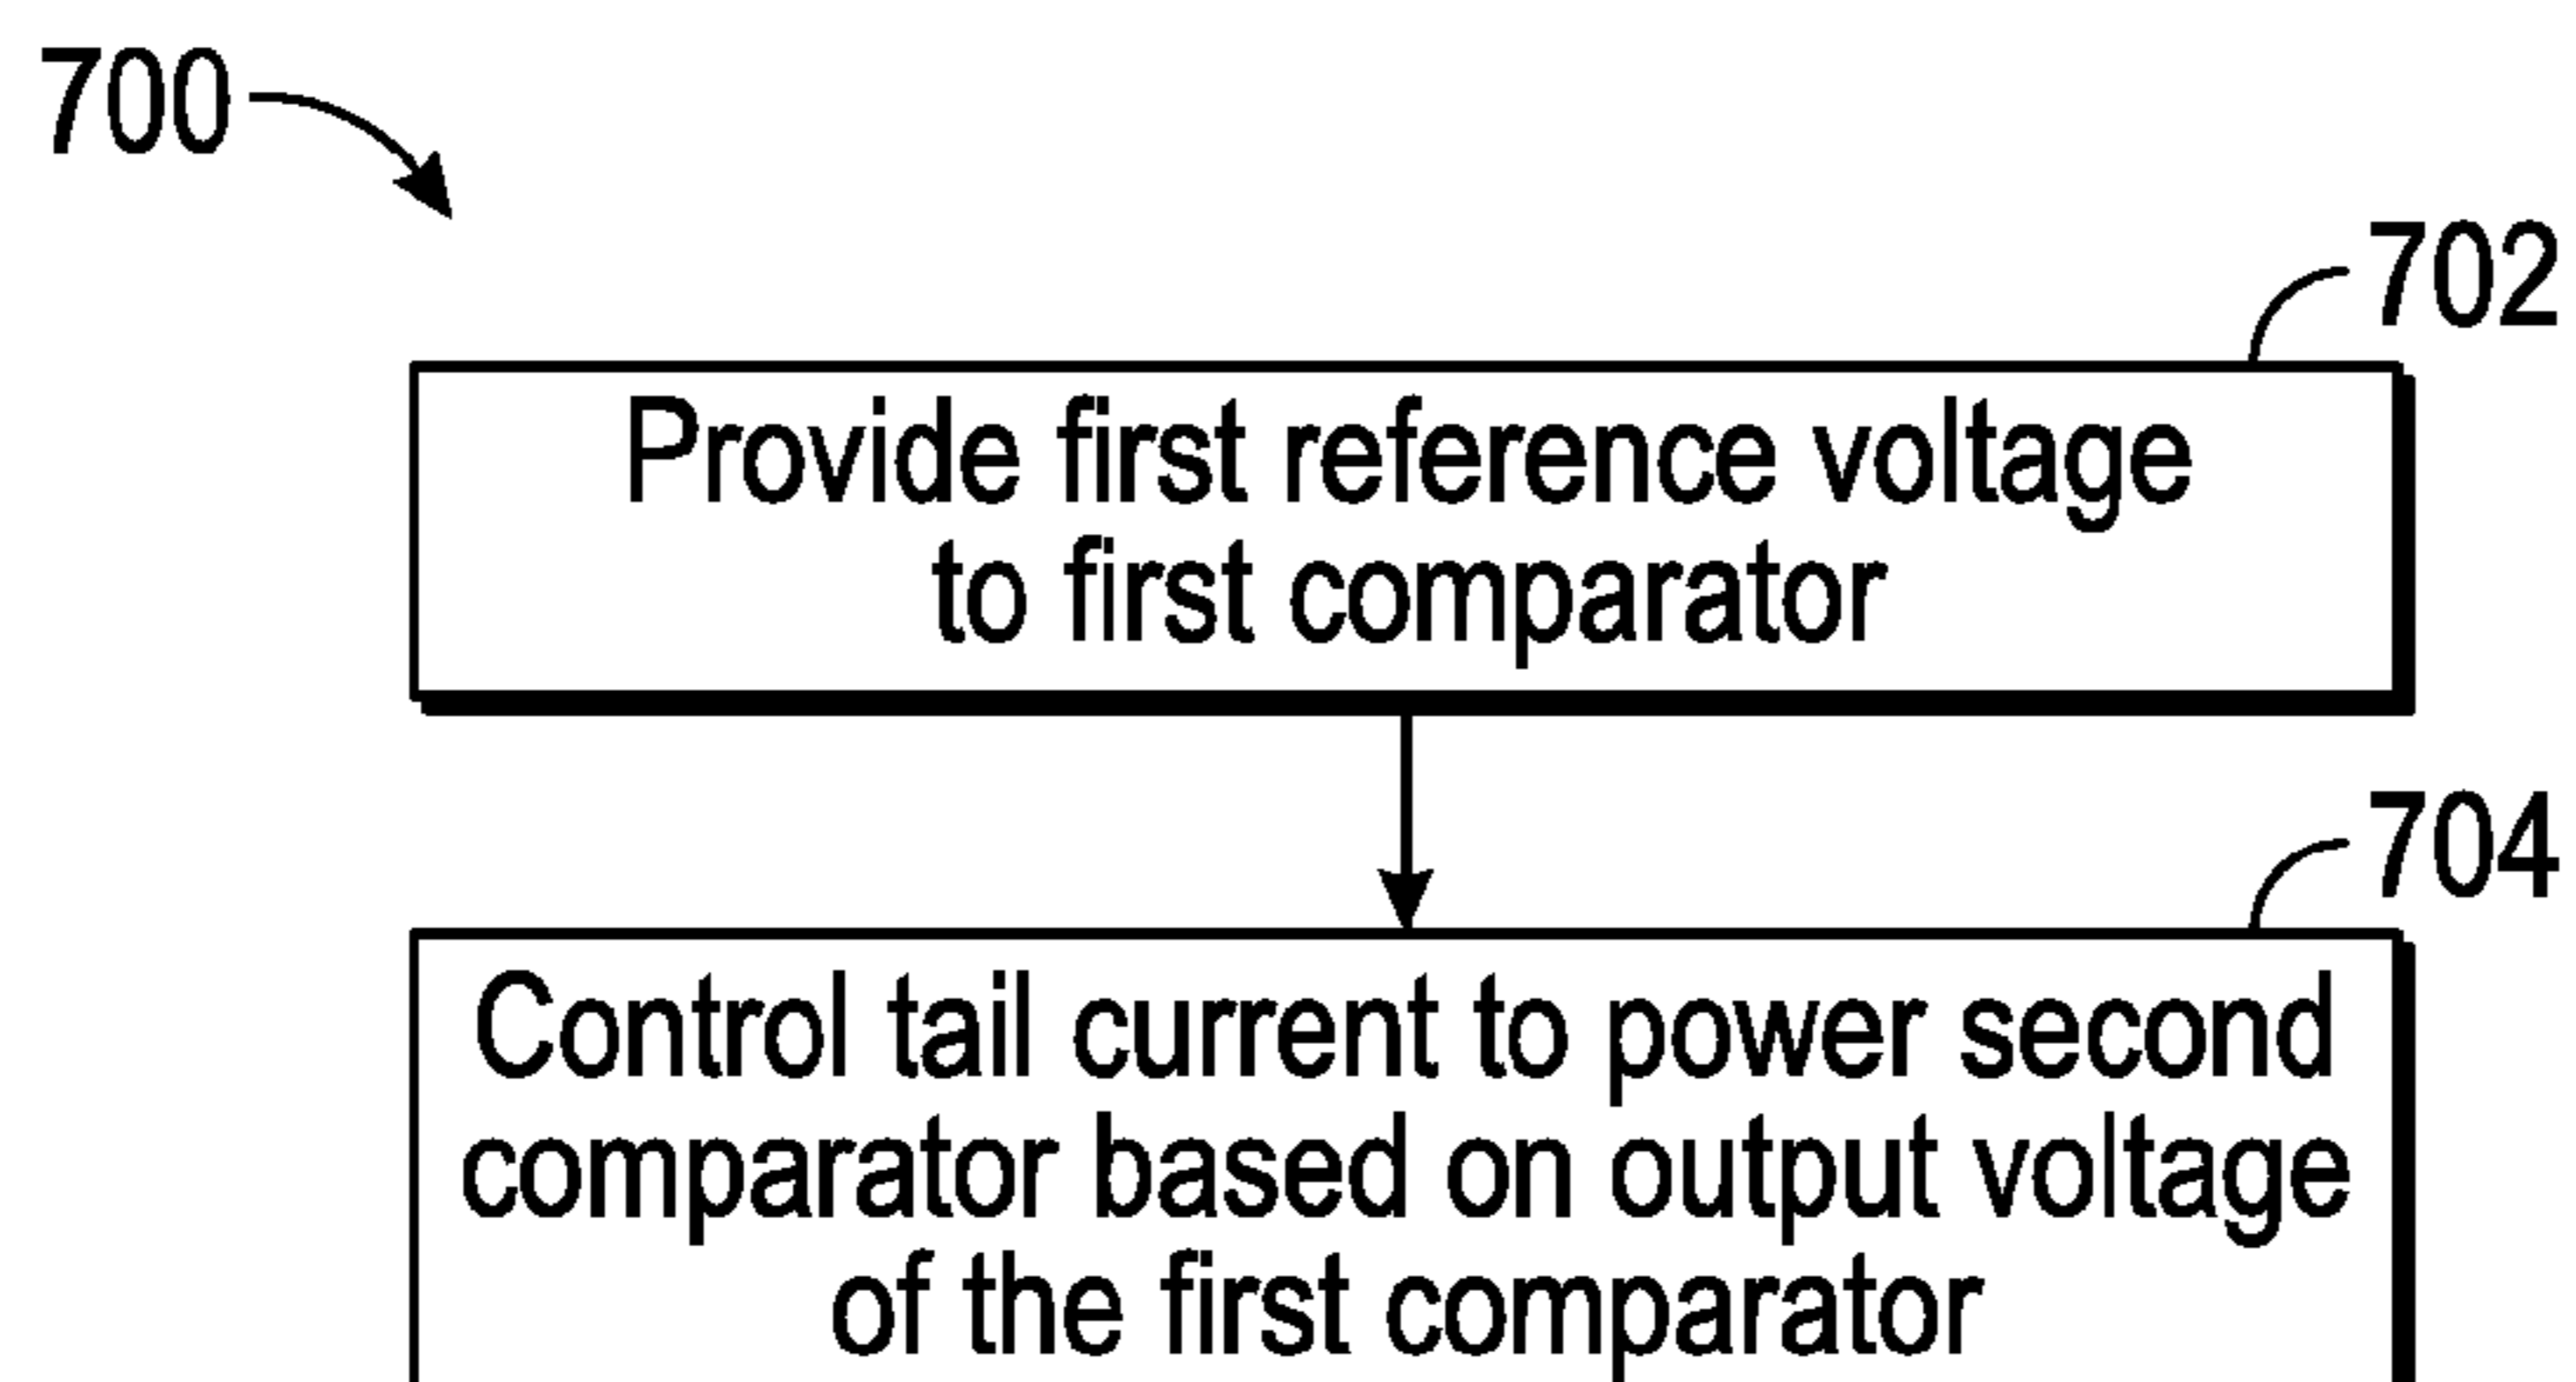 700
702
Provide first reference voltage
to first comparator
704
Control tail current to power second
comparator based on output voltage
of the first comparator